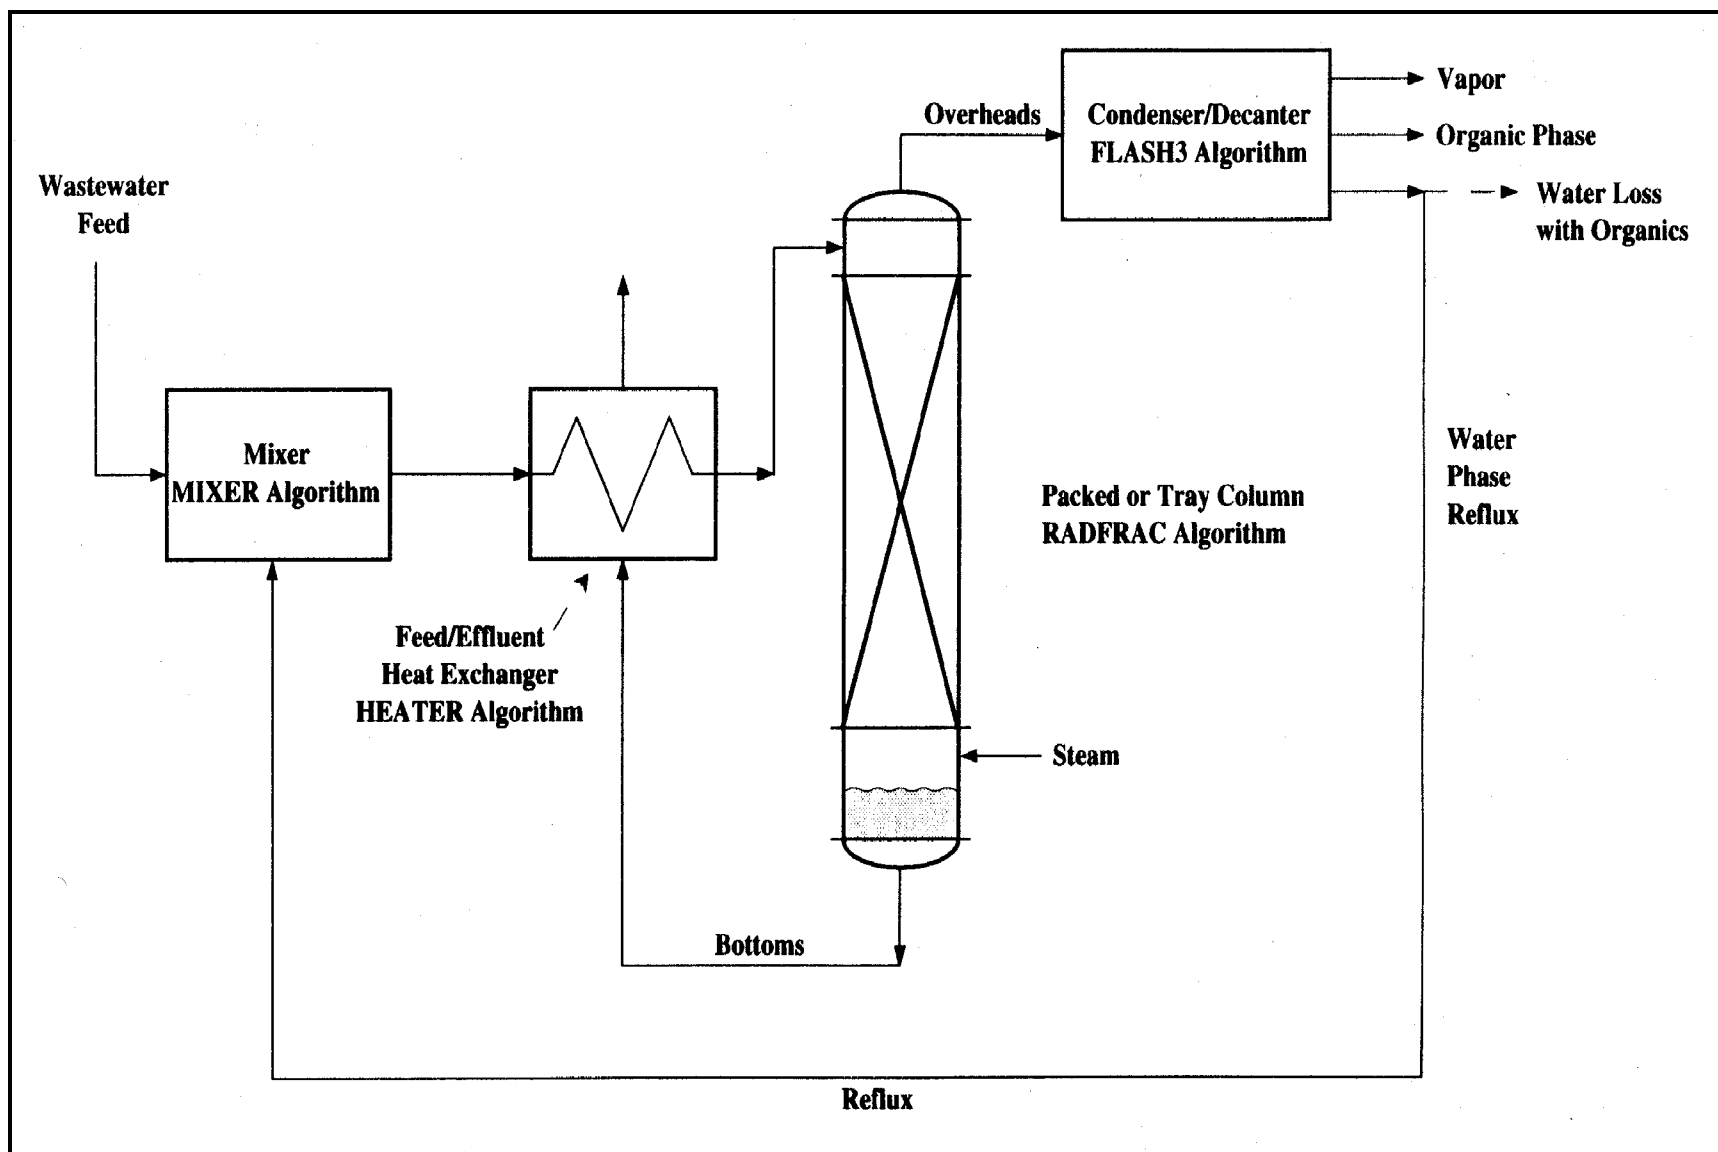 Vapor
Overheads
Condenser/Decanter
FLASH3 Algorithm
Organic Phase
Wastewater
Feed
Water Loss
with Organics
Mixer
MIXER Algorithm
Water
Phase
Reflux
Packed or Tray Column
RADFRAC Algorithm
Feed/Effluent
Heat Exchanger
HEATER Algorithm
Steam
Bottoms
Reflux